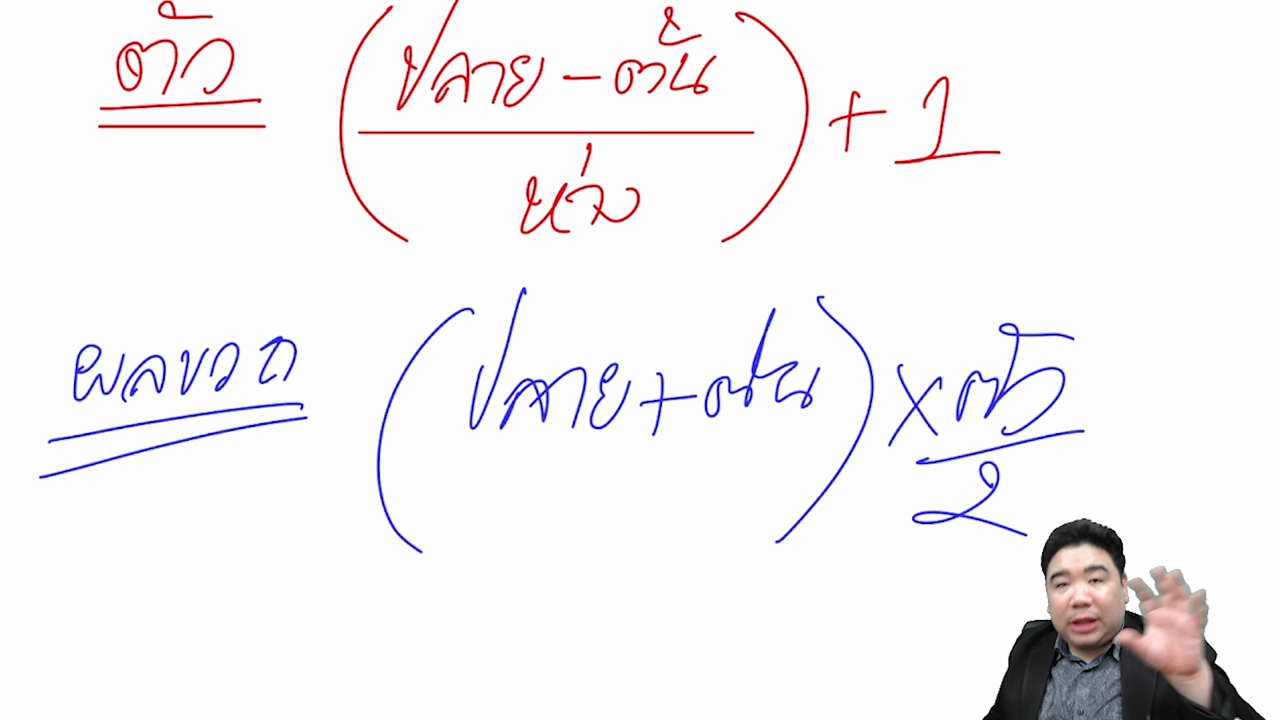 ตัว (ปลาย - ต้น
ห่าง) + 1
ผลบวก (ปลาย + ต้น) x ตัว
2